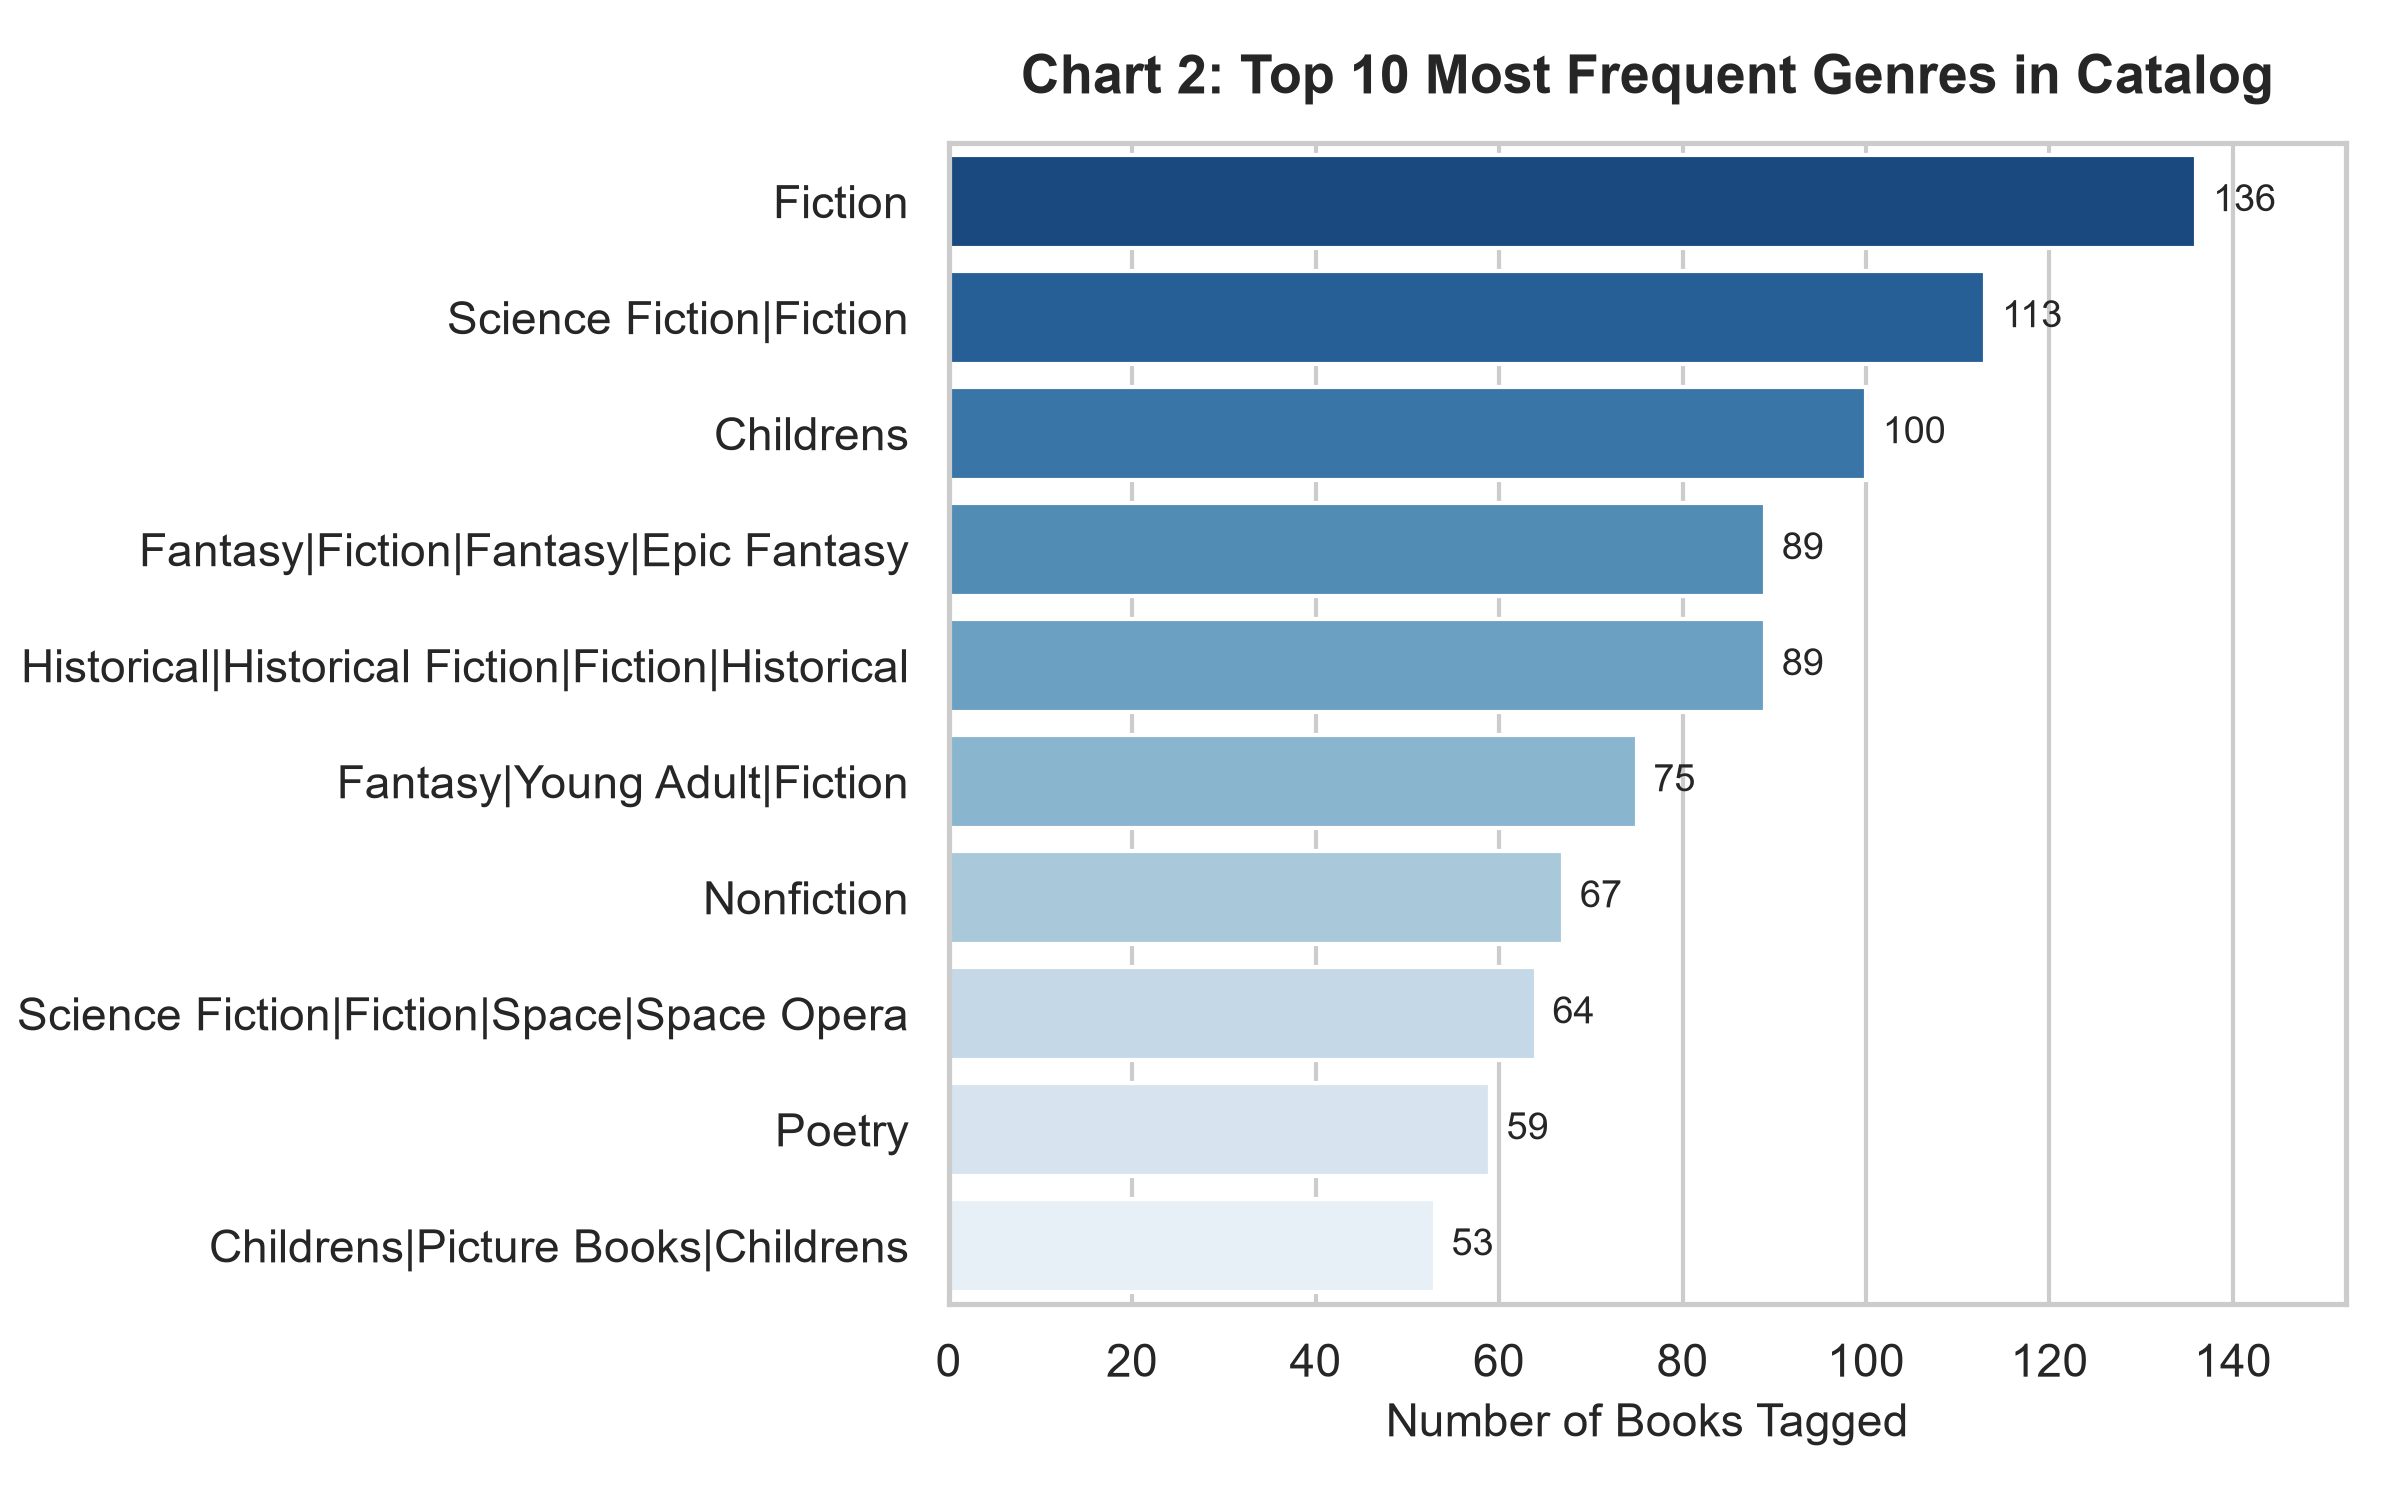 Chart 2: Top 10 Most Frequent Genres in Catalog
Fiction 136
Science Fiction|Fiction 113
Childrens 100
Fantasy|Fiction|Fantasy|Epic Fantasy 89
Historical|Historical Fiction|Fiction|Historical 89
Fantasy|Young Adult|Fiction 75
Nonfiction 67
Science Fiction|Fiction|Space|Space Opera 64
Poetry 59
Childrens|Picture Books|Childrens 53
0 20 40 60 80 100 120 140
Number of Books Tagged